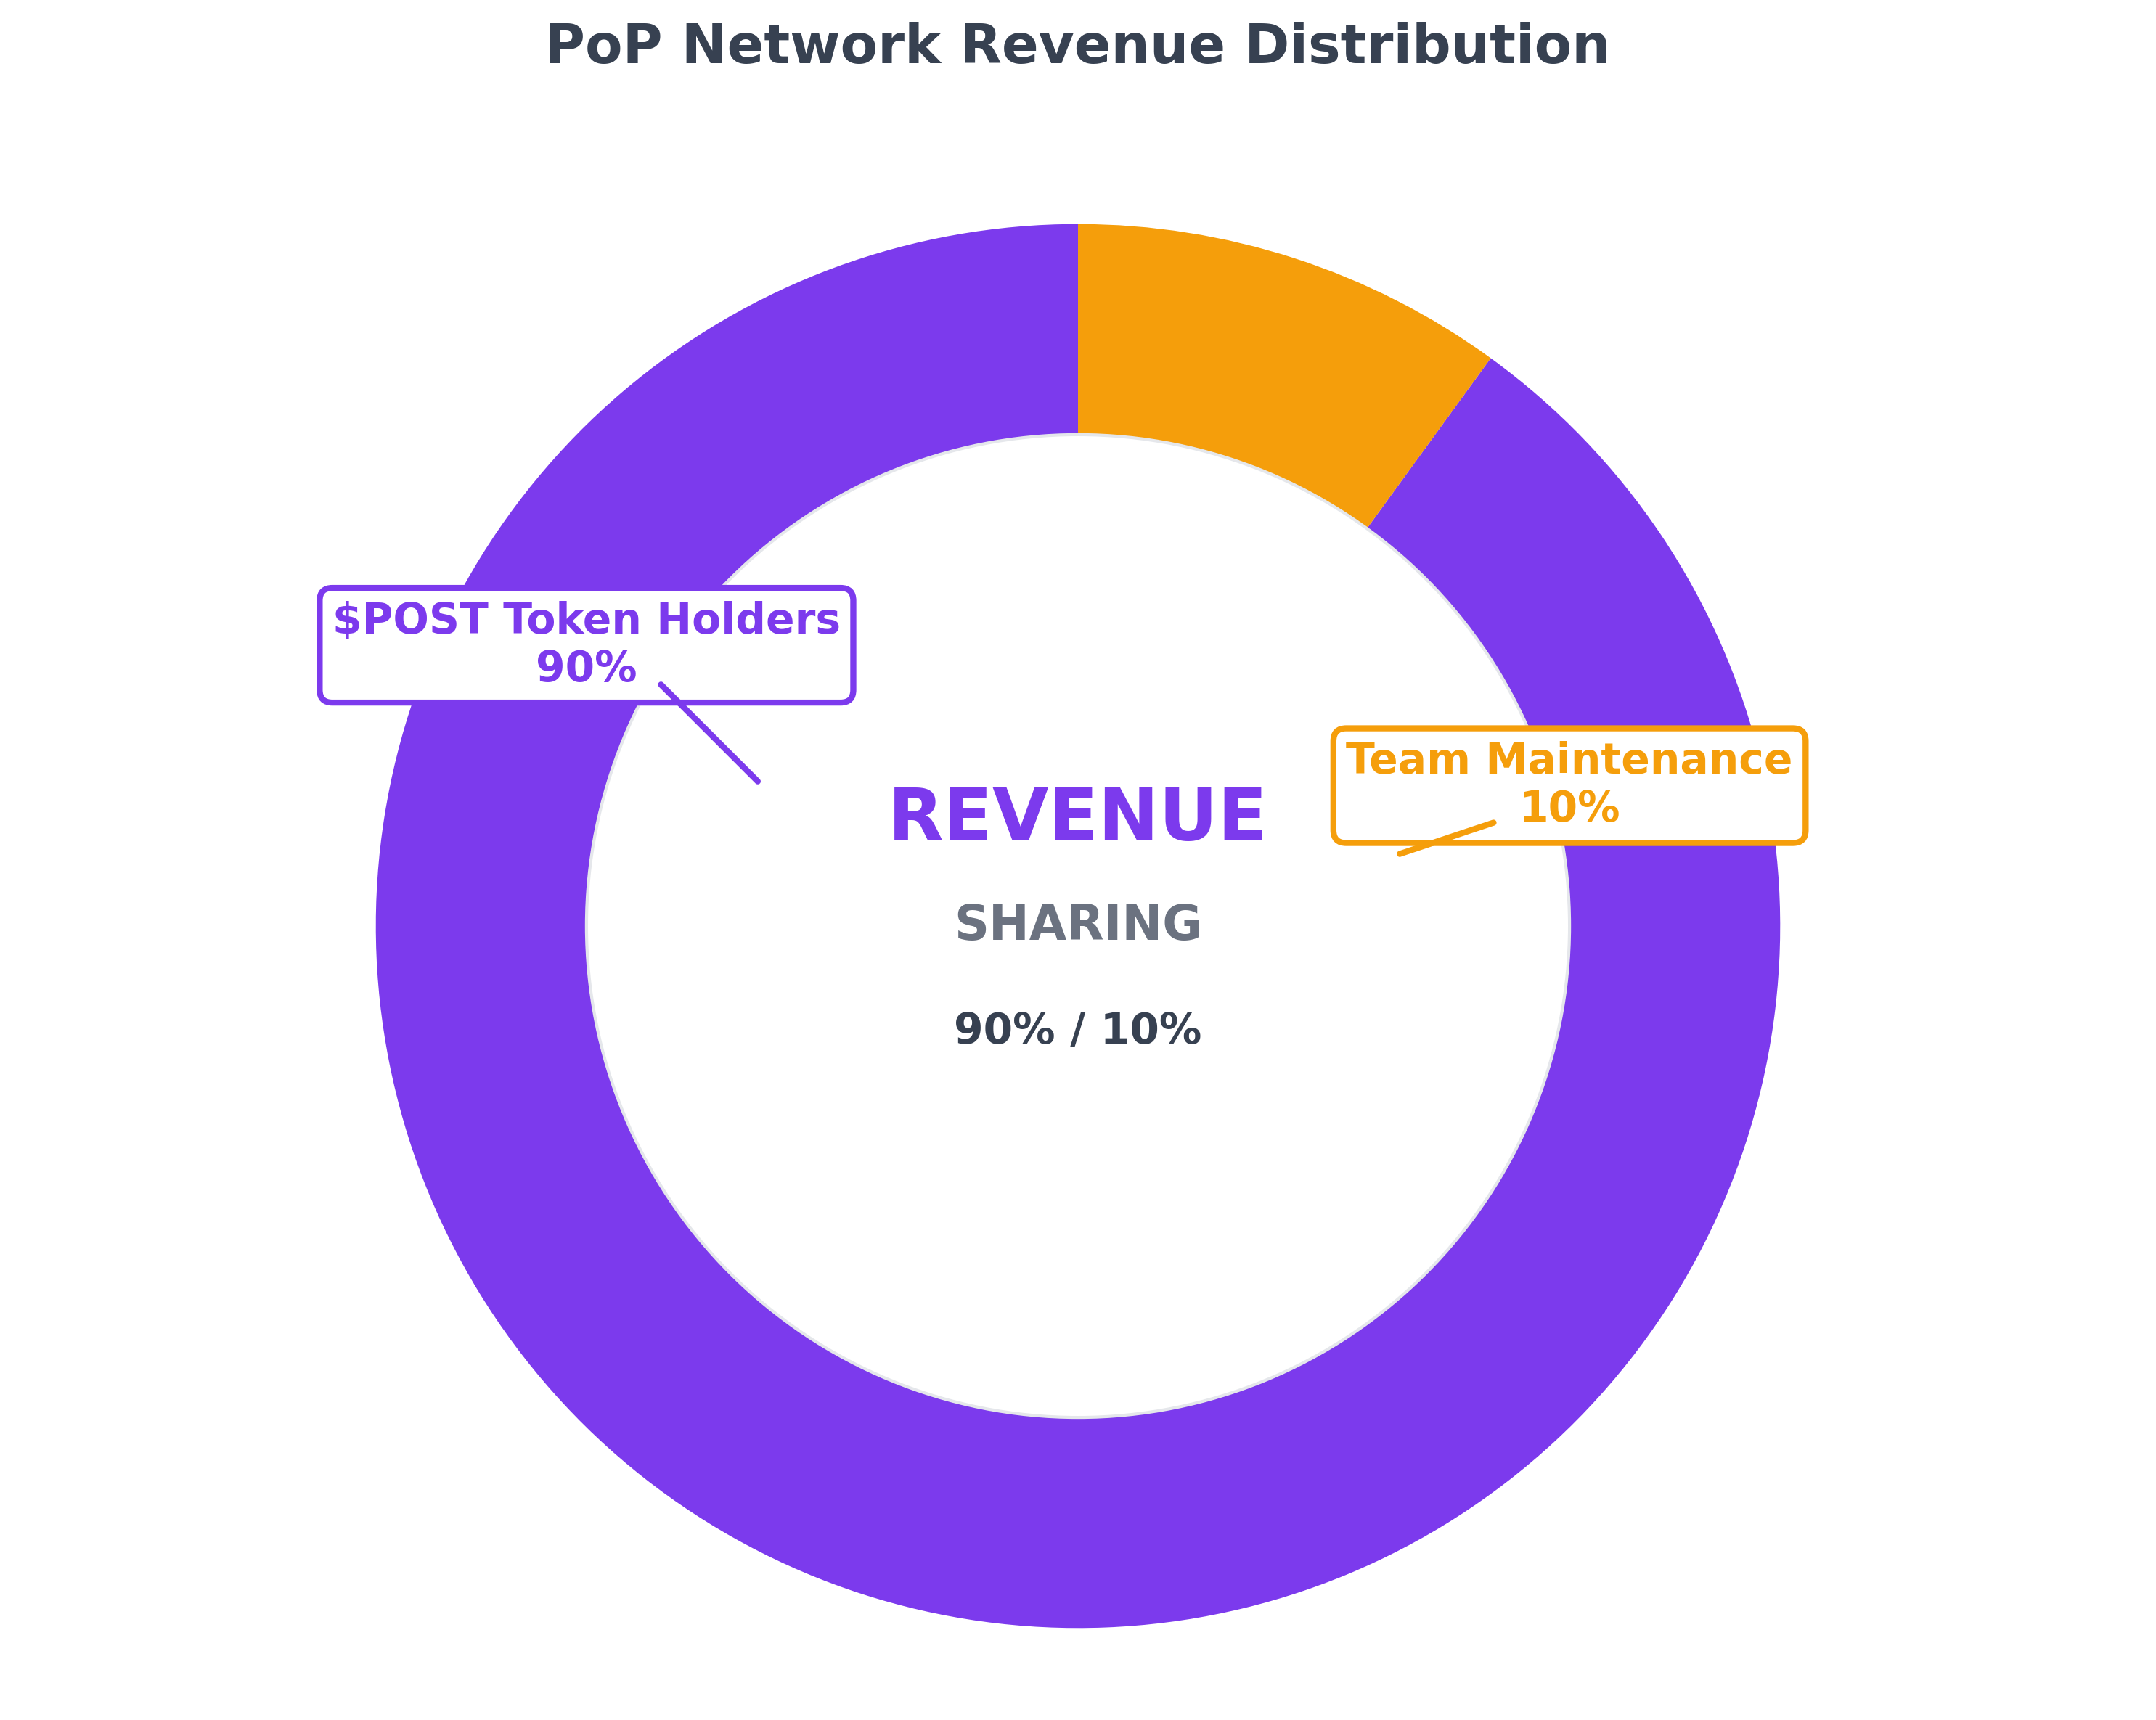 PoP Network Revenue Distribution
$POST Token Holders
90%
Team Maintenance
10%
REVENUE
SHARING
90% / 10%